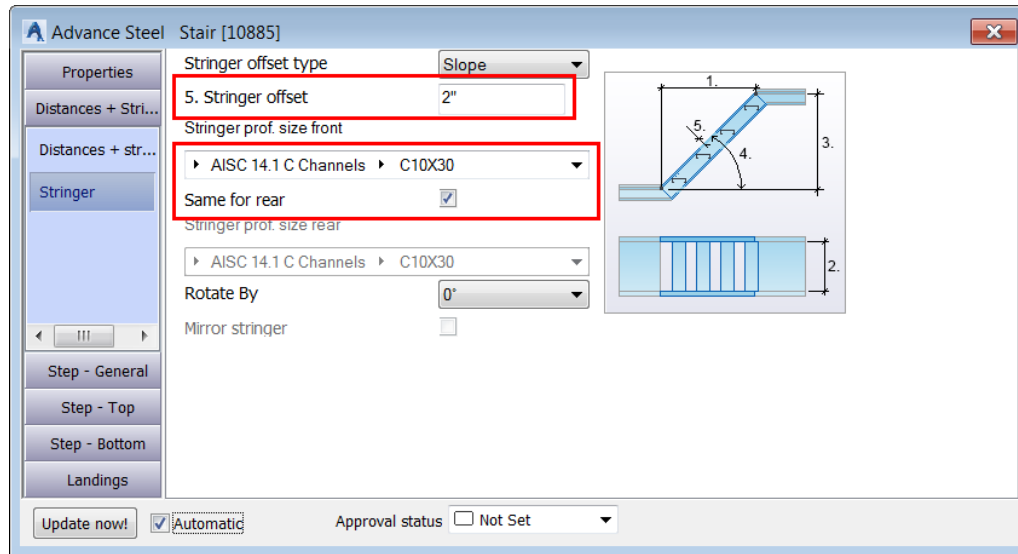 Advance Steel Stair [10885]
Properties
Distances + Stri...
Distances + str...
Stringer
Step - General
Step - Top
Step - Bottom
Landings
Stringer offset type Slope
5. Stringer offset 2"
Stringer prof. size front
AISC 14.1 C Channels C10X30
Same for rear
Stringer prof. size rear
AISC 14.1 C Channels C10X30
Rotate By 0°
Mirror stringer
1.
5.
4.
3.
2.
Update now! Automatic Approval status Not Set